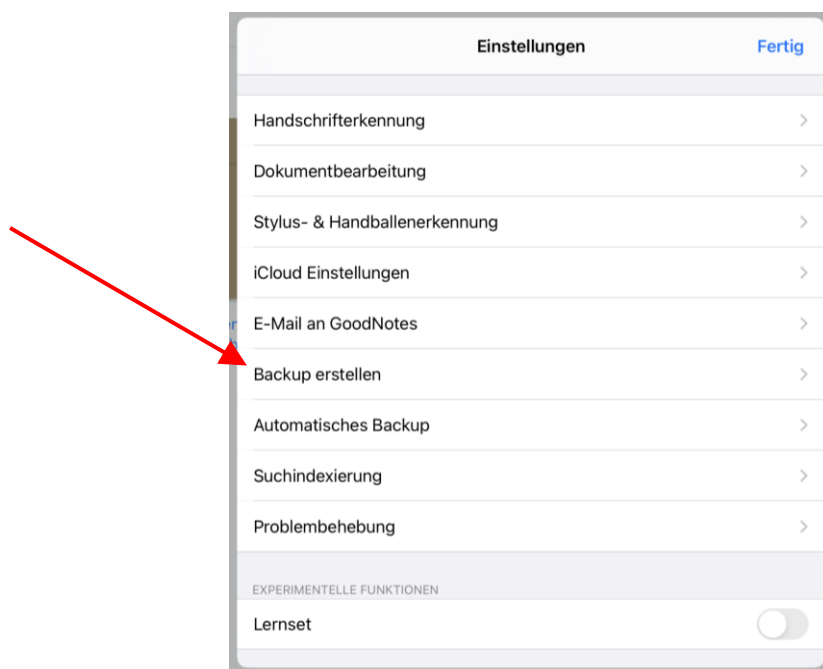 Einstellungen
Fertig
Handschrifterkennung
Dokumentbearbeitung
Stylus- & Handballenerkennung
iCloud Einstellungen
E-Mail an GoodNotes
Backup erstellen
Automatisches Backup
Suchindexierung
Problembehebung
EXPERIMENTELLE FUNKTIONEN
Lernset